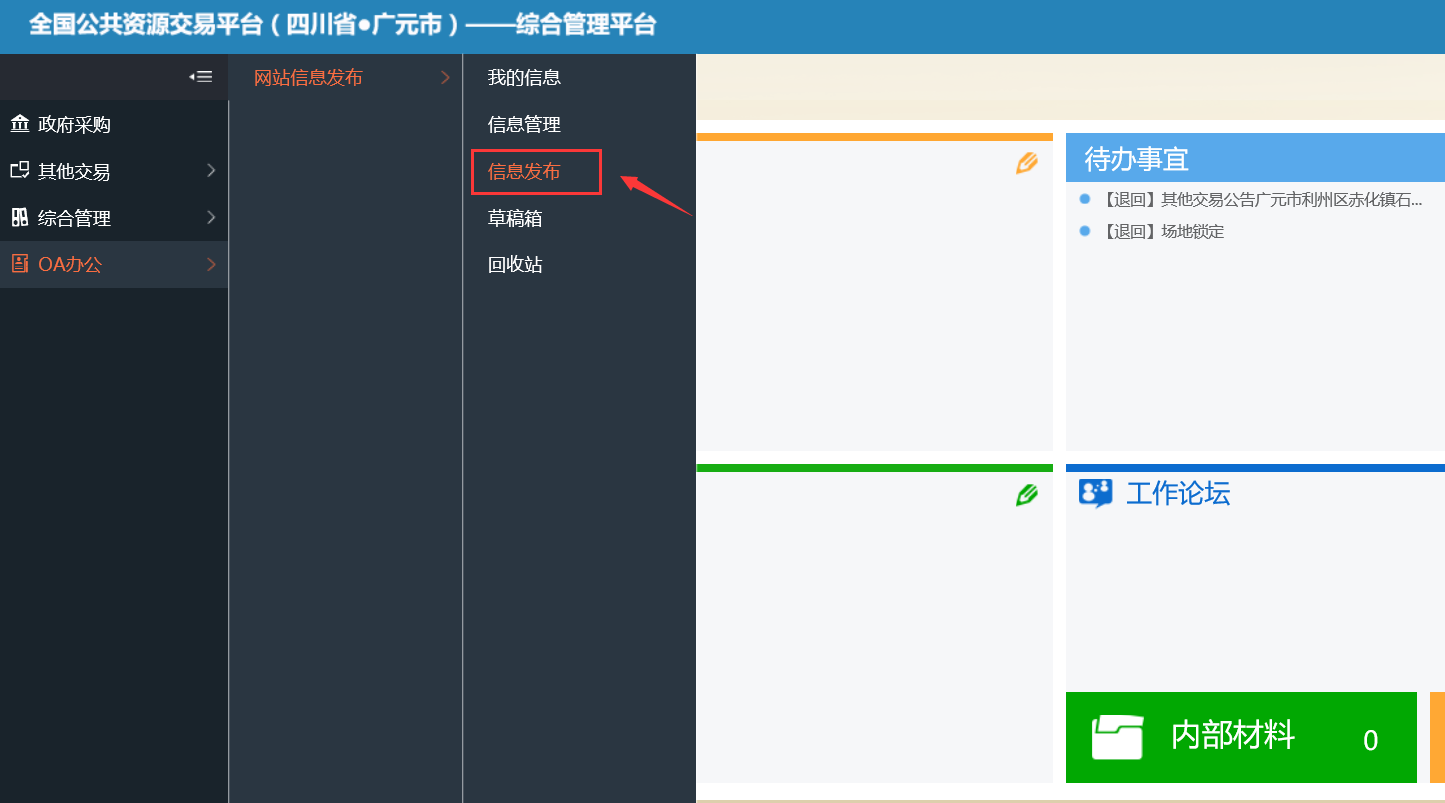 全国公共资源交易平台（四川省●广元市）——综合管理平台
政府采购
其他交易
综合管理
OA办公
网站信息发布
我的信息
信息管理
信息发布
草稿箱
回收站
待办事宜
【退回】其他交易公告广元市利州区赤化镇石...
【退回】场地锁定
工作论坛
内部材料 0